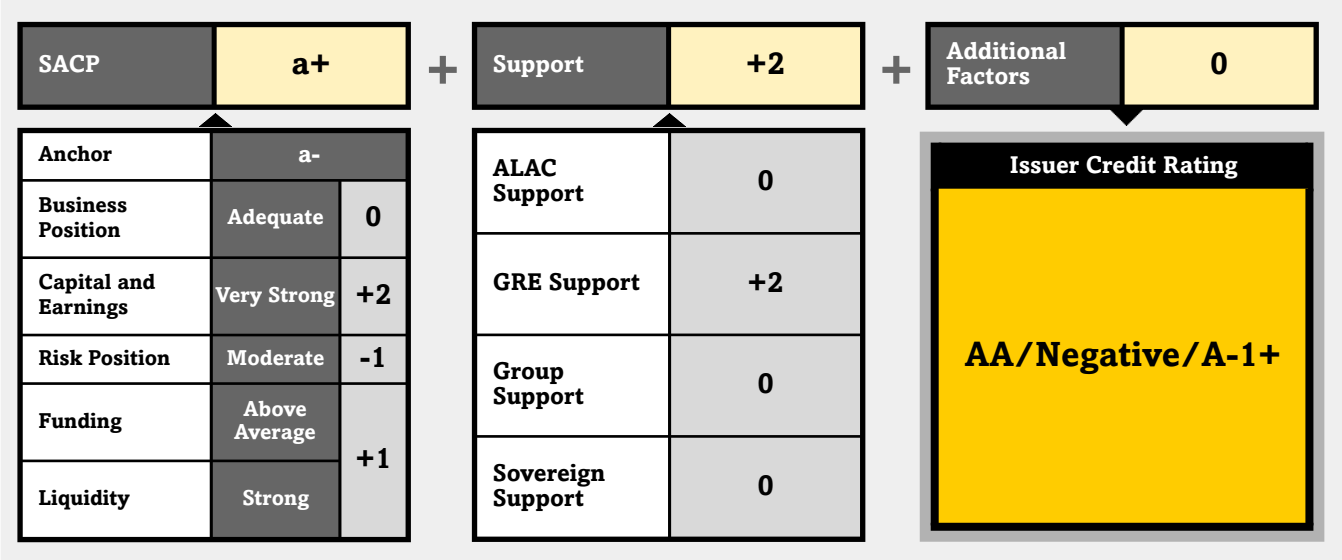 SACP a+ + Support +2 + Additional Factors 0
Anchor a-
Business Position Adequate 0
Capital and Earnings Very Strong +2
Risk Position Moderate -1
Funding Above Average +1
Liquidity Strong
ALAC Support 0
GRE Support +2
Group Support 0
Sovereign Support 0
Issuer Credit Rating
AA/Negative/A-1+